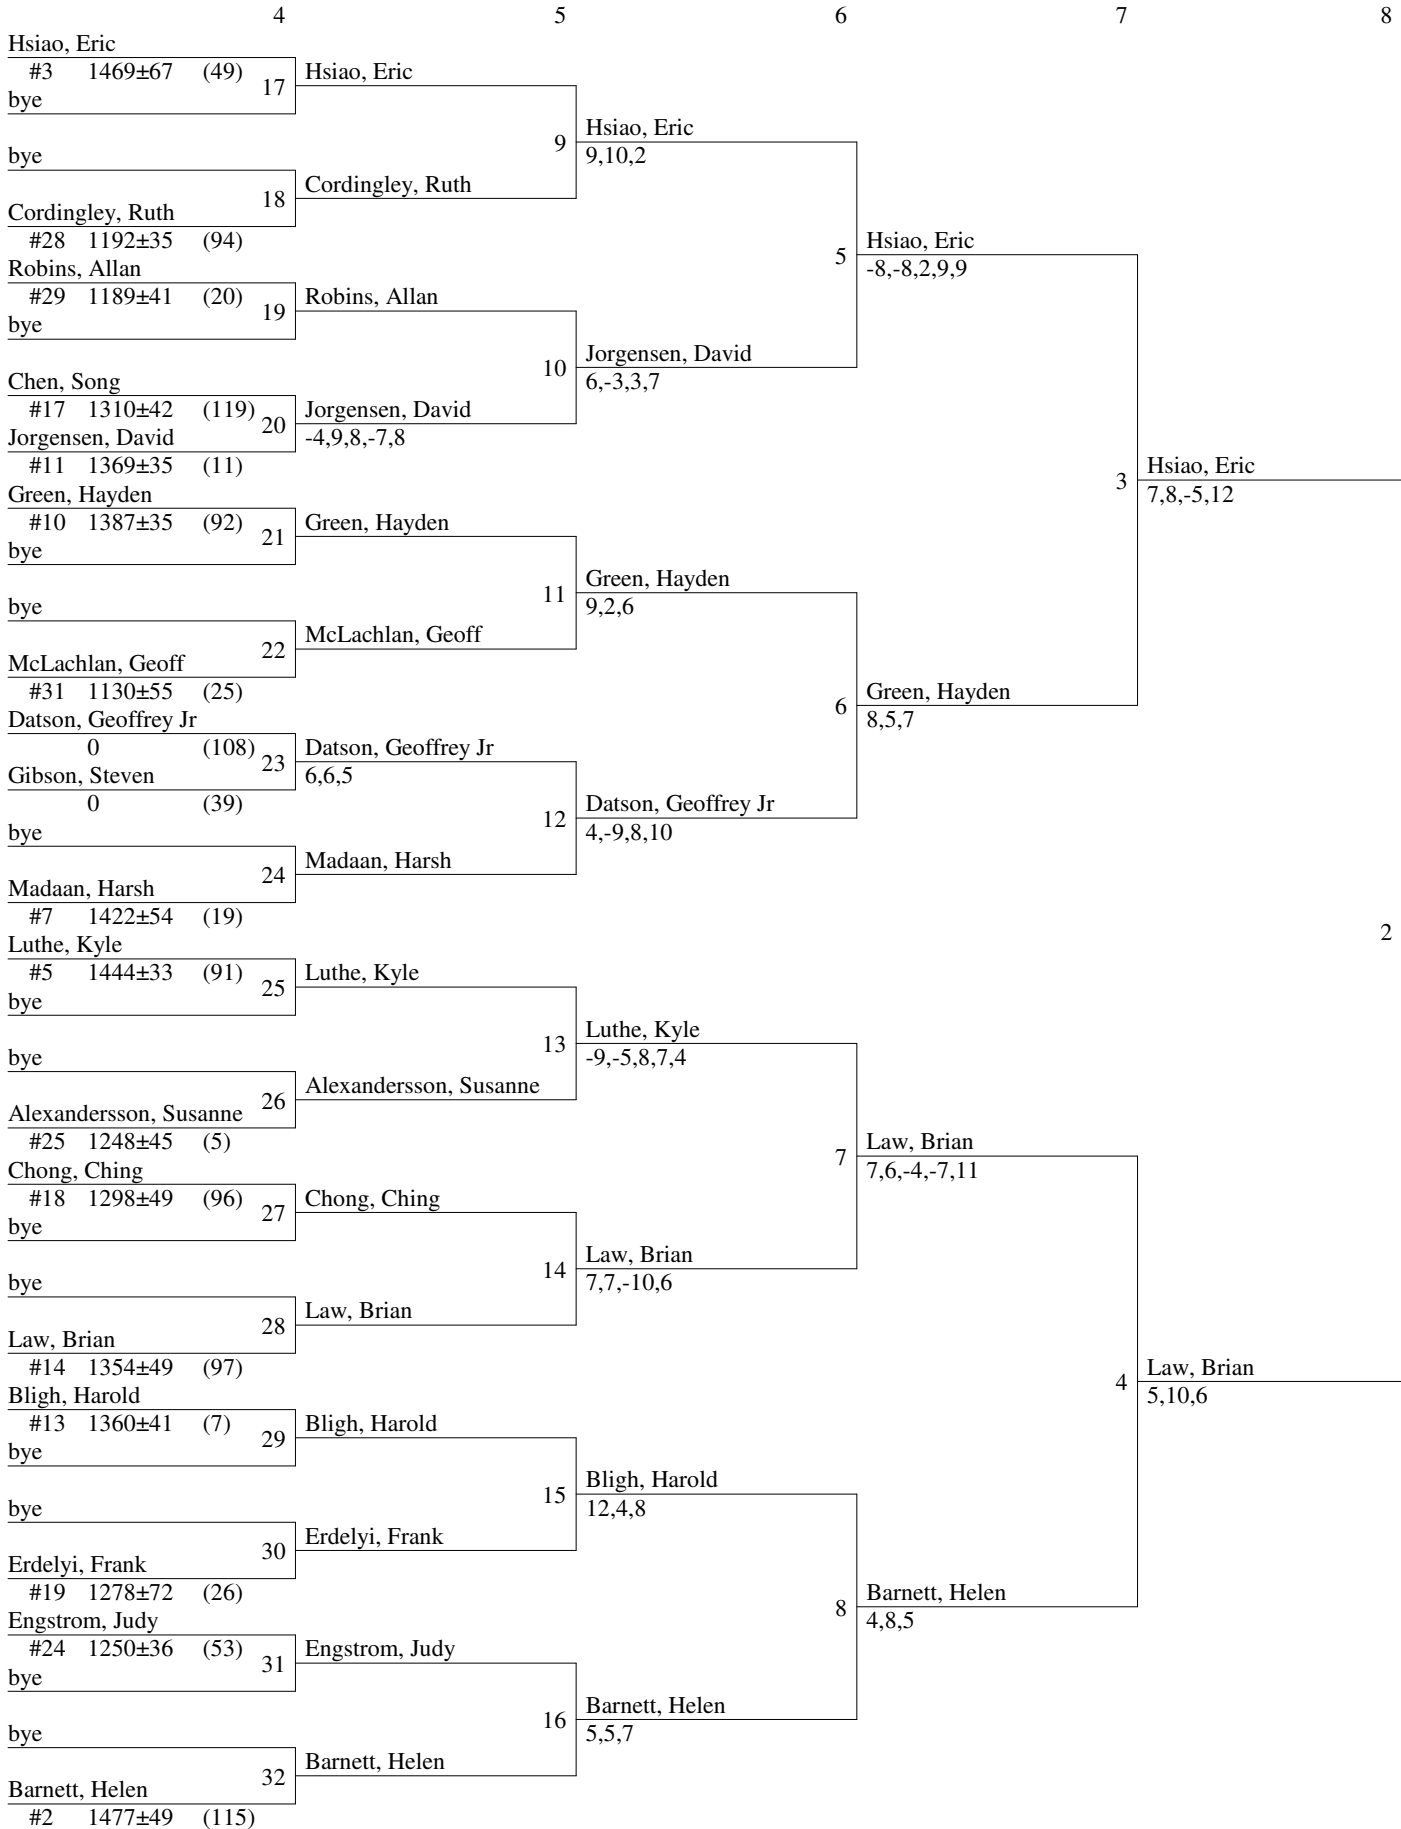 4 5 6 7 8
Hsiao, Eric
#3 1469±67 (49)
17
Hsiao, Eric
bye
9
Hsiao, Eric
9,10,2
bye
18
Cordingley, Ruth
Cordingley, Ruth
#28 1192±35 (94)
5
Hsiao, Eric
-8,-8,2,9,9
Robins, Allan
#29 1189±41 (20)
19
Robins, Allan
bye
10
Jorgensen, David
6,-3,3,7
Chen, Song
#17 1310±42 (119)
20
Jorgensen, David
-4,9,8,-7,8
Jorgensen, David
#11 1369±35 (11)
3
Hsiao, Eric
7,8,-5,12
Green, Hayden
#10 1387±35 (92)
21
Green, Hayden
bye
11
Green, Hayden
9,2,6
bye
22
McLachlan, Geoff
McLachlan, Geoff
#31 1130±55 (25)
6
Green, Hayden
8,5,7
Datson, Geoffrey Jr
0 (108)
23
Datson, Geoffrey Jr
6,6,5
Gibson, Steven
0 (39)
12
Datson, Geoffrey Jr
4,-9,8,10
bye
24
Madaan, Harsh
Madaan, Harsh
#7 1422±54 (19)
2
Luthe, Kyle
#5 1444±33 (91)
25
Luthe, Kyle
bye
13
Luthe, Kyle
-9,-5,8,7,4
bye
26
Alexandersson, Susanne
Alexandersson, Susanne
#25 1248±45 (5)
7
Law, Brian
7,6,-4,-7,11
Chong, Ching
#18 1298±49 (96)
27
Chong, Ching
bye
14
Law, Brian
7,7,-10,6
bye
28
Law, Brian
Law, Brian
#14 1354±49 (97)
4
Law, Brian
5,10,6
Bligh, Harold
#13 1360±41 (7)
29
Bligh, Harold
bye
15
Bligh, Harold
12,4,8
bye
30
Erdelyi, Frank
Erdelyi, Frank
#19 1278±72 (26)
8
Barnett, Helen
4,8,5
Engstrom, Judy
#24 1250±36 (53)
31
Engstrom, Judy
bye
16
Barnett, Helen
5,5,7
bye
32
Barnett, Helen
Barnett, Helen
#2 1477±49 (115)